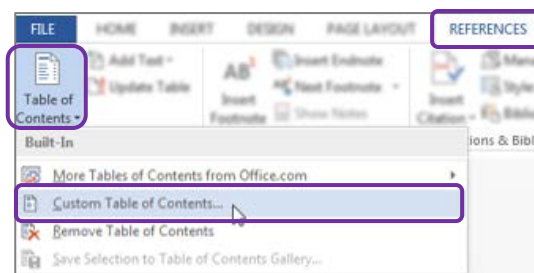 FILE HOME INSERT DESIGN PAGE LAYOUT REFERENCES
Table of Contents
Add Text
Update Table
AB¹
Insert Footnote
Insert Endnote
Next Footnote
Show Notes
Insert Citation
Style
Built-In
More Tables of Contents from Office.com
Custom Table of Contents...
Remove Table of Contents
Save Selection to Table of Contents Gallery...